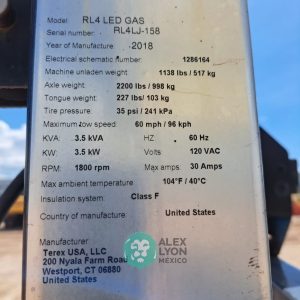 Model: RL4 LED GAS
Serial number: RL4LJ-158
Year of Manufacture 2018
Electrical schematic number: 1286164
Machine unladen weight 1138 lbs / 517 kg
Axle weight: 2200 lbs / 998 kg
Tongue weight: 227 lbs/ 103 kg
Tire pressure: 35 psi / 241 kPa
Maximum tow speed 60 mph / 96 kph
KVA: 3.5 kVA HZ: 60 Hz
KW: 3.5 kW Volts 120 VAC
RPM: 1800 rpm Max amps: 30 Amps
Max ambient temperature 104°F / 40°C
Insulation system: Class F
Country of manufacture: United States
Manufacturer
Terex USA, LLC
200 Nyala Farm Road
Westport, CT 06880
United States
ALEX
LYON
MEXICO